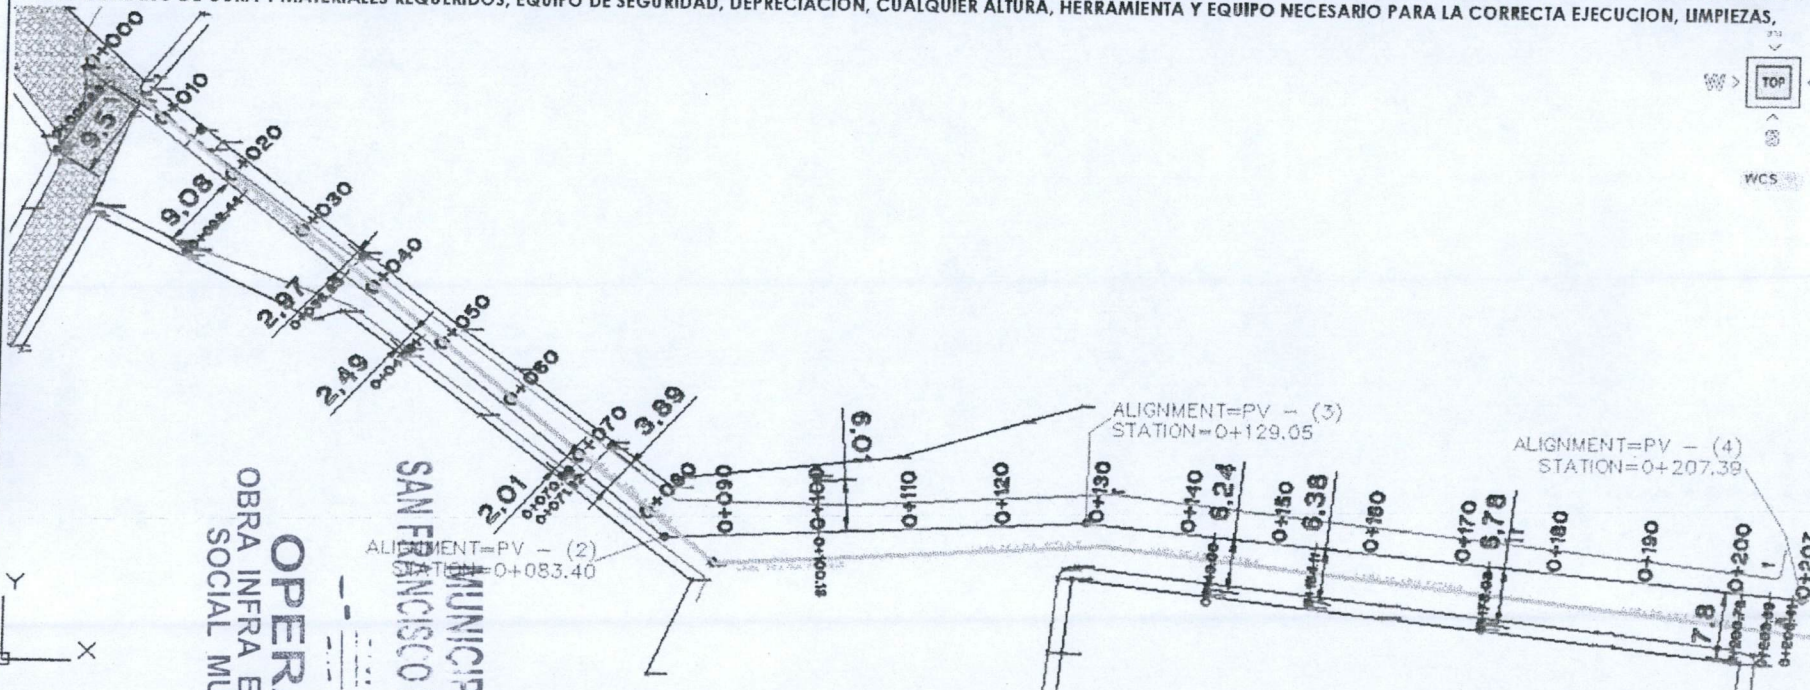 MATERIALES REQUERIDOS, EQUIPO DE SEGURIDAD, DEPRECIACION, CUALQUIER ALTURA, HERRAMIENTA Y EQUIPO NECESARIO PARA LA CORRECTA EJECUCION, LIMPIEZAS,
0+000
0+010
0+020
0+030
0+040
0+050
0+060
0+070
0+080
0+090
0+100
0+110
0+120
0+130
0+140
0+150
0+160
0+170
0+180
0+190
0+200
9.51
9,08
2,97
2,49
2,01
3,89
6,01
6,24
6,38
6,78
7,8
ALIGNMENT=PV - (2)
STATION=0+083.40
ALIGNMENT=PV - (3)
STATION=0+129.05
ALIGNMENT=PV - (4)
STATION=0+207.39
W
TOP
S
WCS
Y
X
OPER
OBRA INFRA E
SOCIAL MU
MUNICIP
SAN FRANCISCO